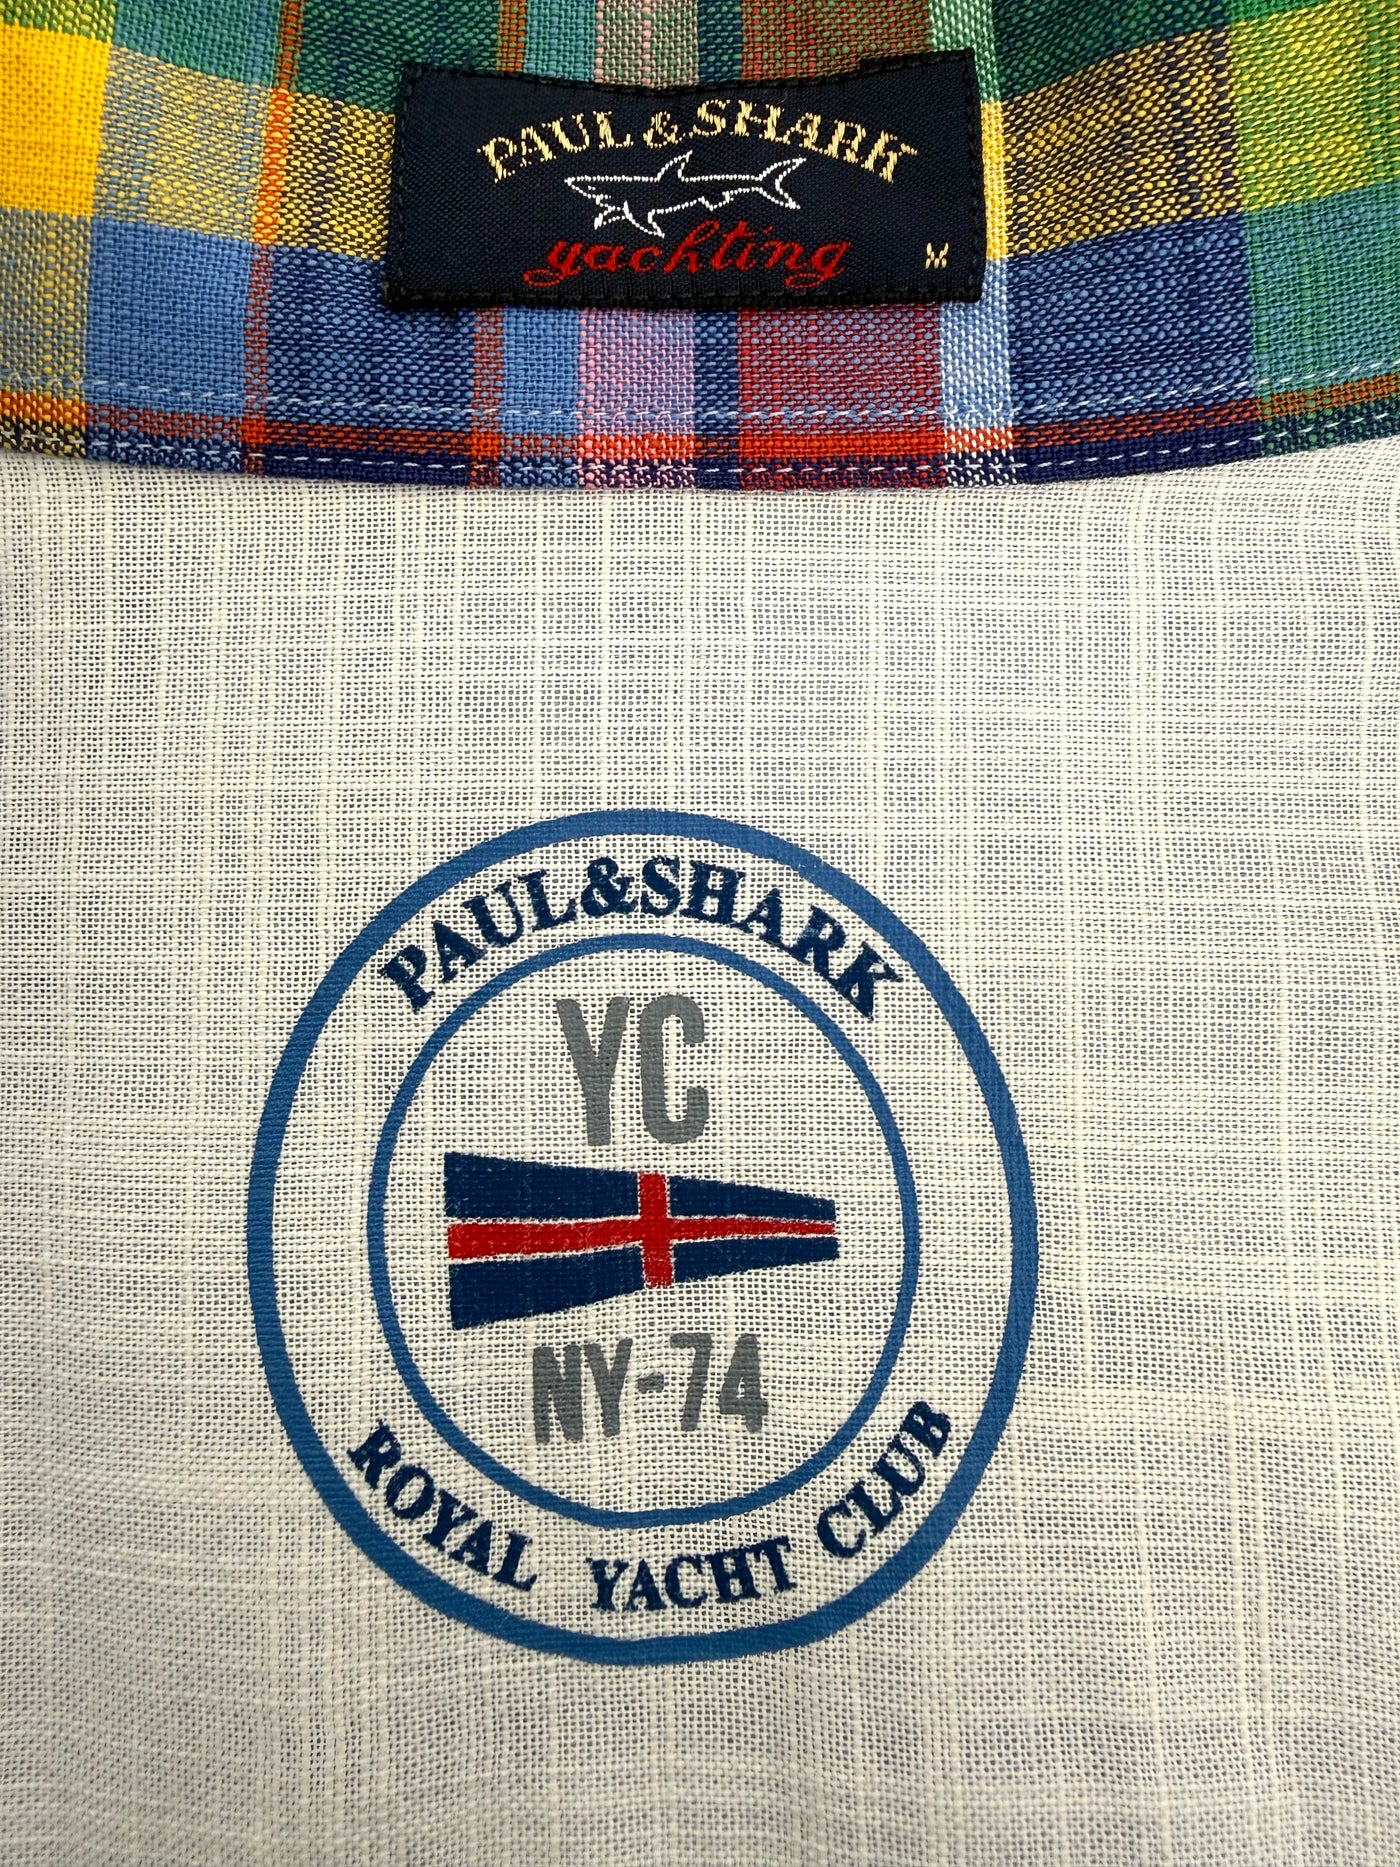 PAUL & SHARK
yachting
M
PAUL&SHARK
YC
NY-74
ROYAL YACHT CLUB